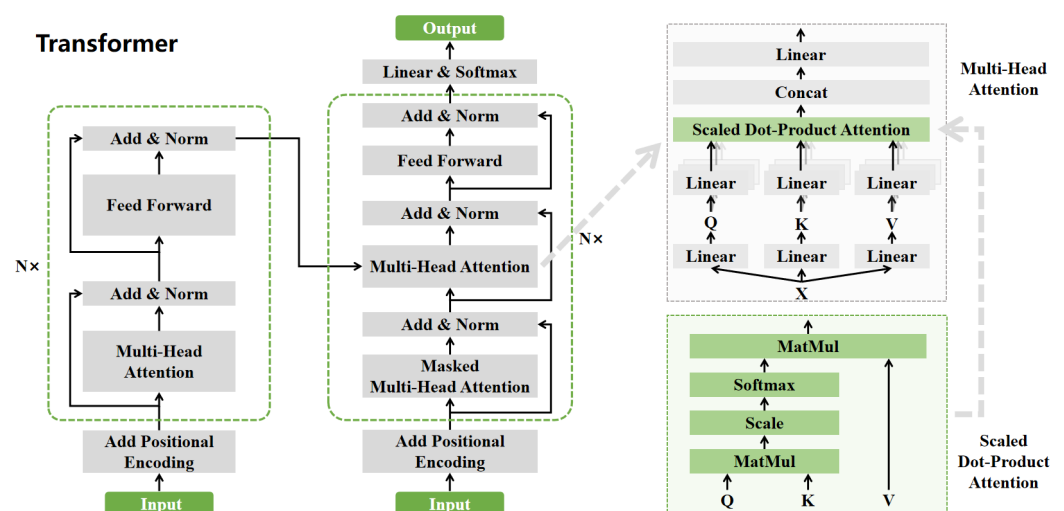 Transformer
Add & Norm
Feed Forward
N×
Add & Norm
Multi-Head
Attention
Add Positional
Encoding
Input
Output
Linear & Softmax
Add & Norm
Feed Forward
Add & Norm
Multi-Head Attention
N×
Add & Norm
Masked
Multi-Head Attention
Add Positional
Encoding
Input
Linear
Concat
Scaled Dot-Product Attention
Linear Linear Linear
Q K V
Linear Linear Linear
X
Multi-Head
Attention
MatMul
Softmax
Scale
MatMul
Q K V
Scaled
Dot-Product
Attention